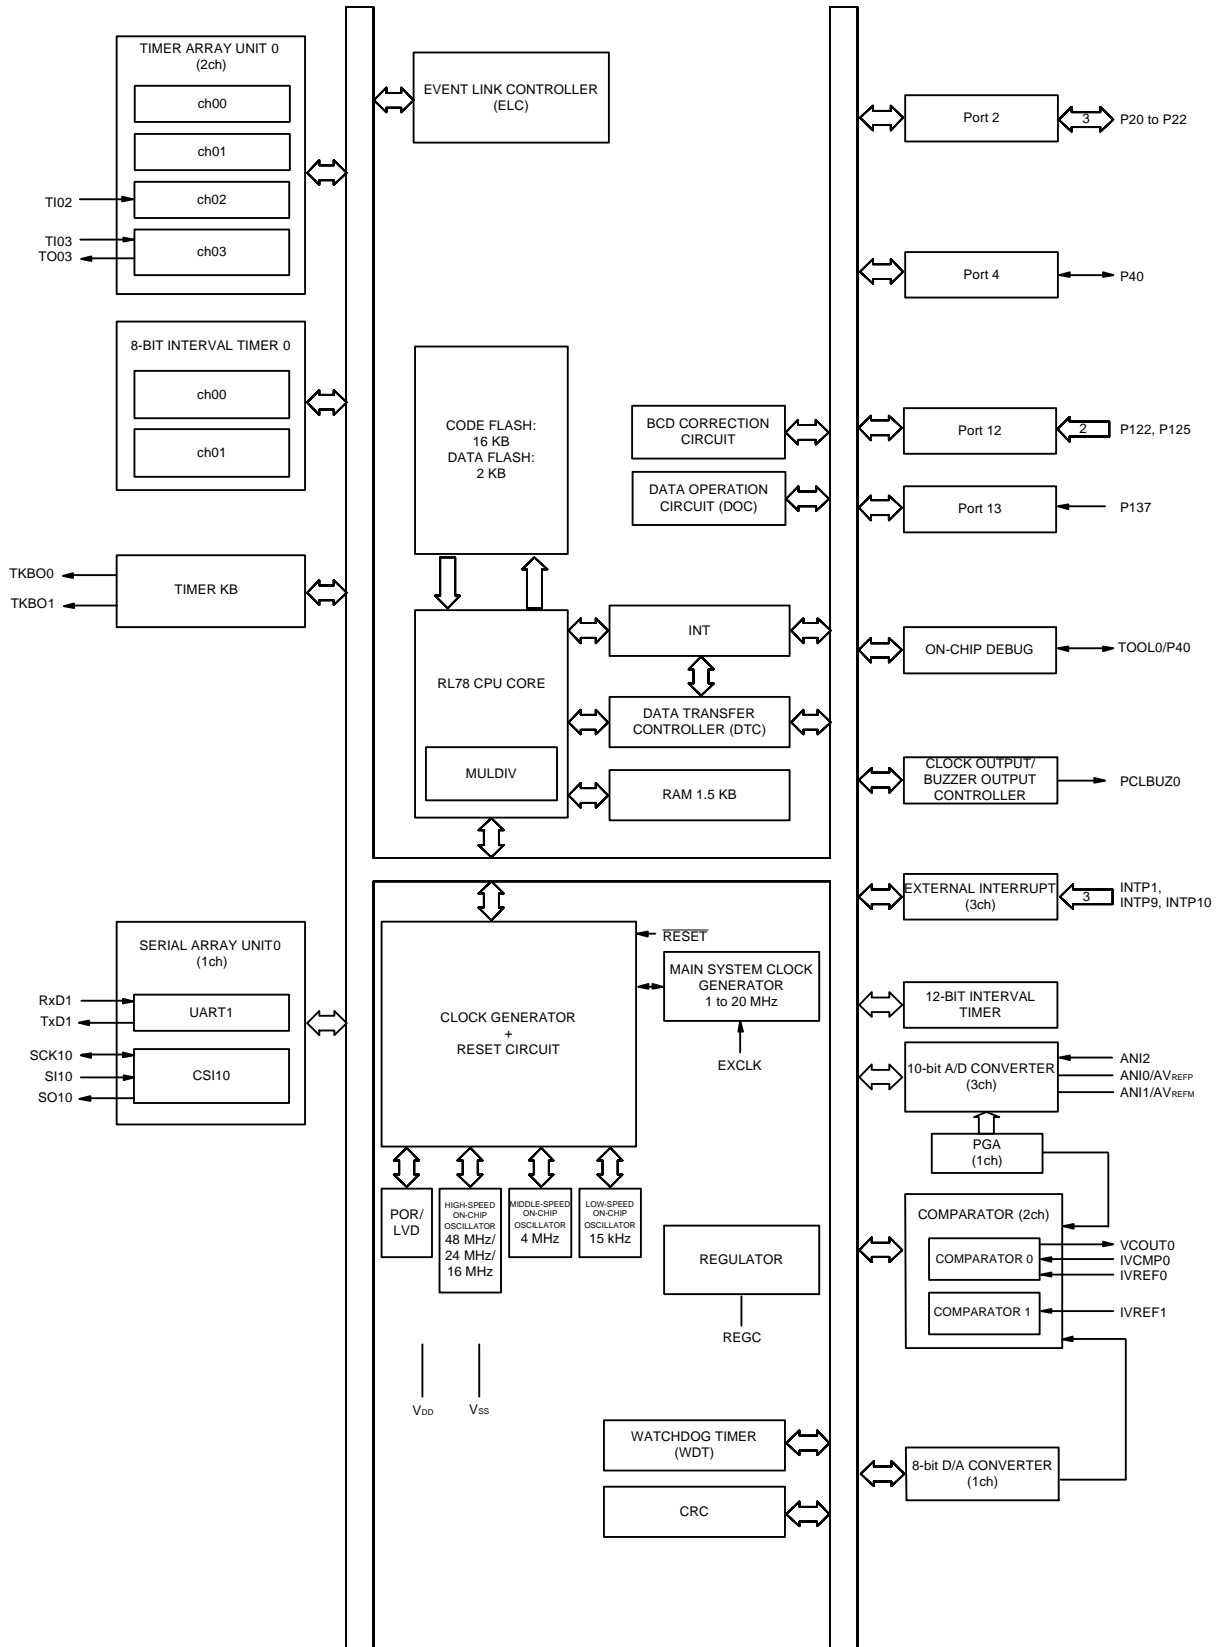 TIMER ARRAY UNIT 0
(2ch)
ch00
ch01
TI02
ch02
TI03
TO03
ch03
8-BIT INTERVAL TIMER 0
ch00
ch01
TKBO0
TKBO1
TIMER KB
SERIAL ARRAY UNIT0
(1ch)
RxD1
TxD1
UART1
SCK10
SI10
SO10
CSI10
EVENT LINK CONTROLLER
(ELC)
CODE FLASH:
16 KB
DATA FLASH:
2 KB
BCD CORRECTION
CIRCUIT
DATA OPERATION
CIRCUIT (DOC)
RL78 CPU CORE
MULDIV
INT
DATA TRANSFER
CONTROLLER (DTC)
RAM 1.5 KB
CLOCK GENERATOR
+
RESET CIRCUIT
RESET
MAIN SYSTEM CLOCK
GENERATOR
1 to 20 MHz
EXCLK
POR/
LVD
HIGH-SPEED
ON-CHIP
OSCILLATOR
48 MHz/
24 MHz/
16 MHz
MIDDLE-SPEED
ON-CHIP
OSCILLATOR
4 MHz
LOW-SPEED
ON-CHIP
OSCILLATOR
15 kHz
REGULATOR
REGC
VDD
VSS
WATCHDOG TIMER
(WDT)
CRC
Port 2
3
P20 to P22
Port 4
P40
Port 12
2
P122, P125
Port 13
P137
ON-CHIP DEBUG
TOOL0/P40
CLOCK OUTPUT/
BUZZER OUTPUT
CONTROLLER
PCLBUZ0
EXTERNAL INTERRUPT
(3ch)
3
INTP1,
INTP9, INTP10
12-BIT INTERVAL
TIMER
10-bit A/D CONVERTER
(3ch)
ANI2
ANI0/AVREFP
ANI1/AVREFM
PGA
(1ch)
COMPARATOR (2ch)
COMPARATOR 0
VCOUT0
IVCMP0
IVREF0
COMPARATOR 1
IVREF1
8-bit D/A CONVERTER
(1ch)